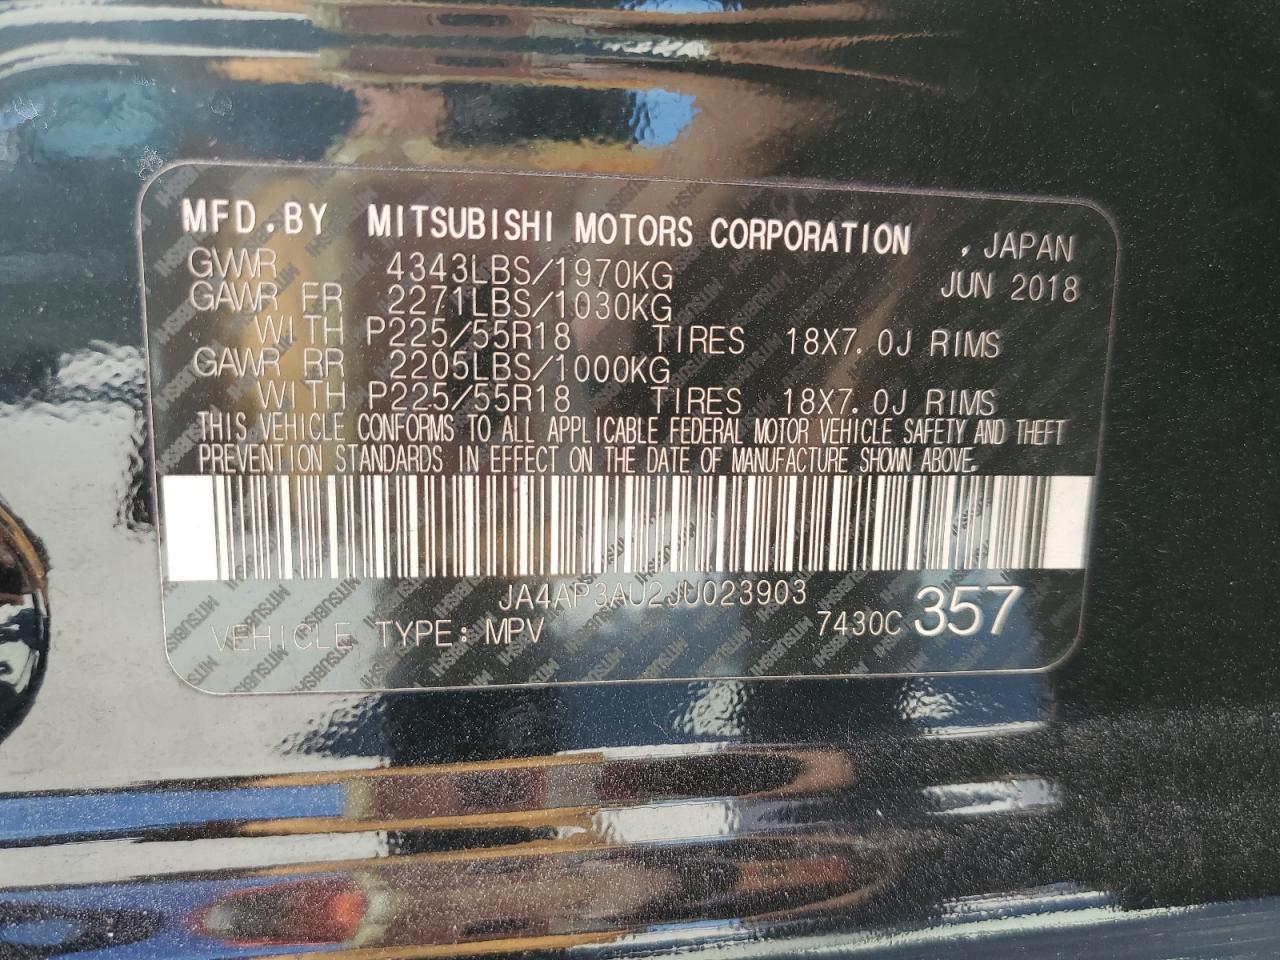 MFD.BY MITSUBISHI MOTORS CORPORATION , JAPAN
GVWR 4343LBS/1970KG JUN 2018
GAWR FR 2271LBS/1030KG
WITH P225/55R18 TIRES 18X7.0J RIMS
GAWR RR 2205LBS/1000KG
WITH P225/55R18 TIRES 18X7.0J RIMS
THIS VEHICLE CONFORMS TO ALL APPLICABLE FEDERAL MOTOR VEHICLE SAFETY AND THEFT
PREVENTION STANDARDS IN EFFECT ON THE DATE OF MANUFACTURE SHOWN ABOVE.
JA4AP3AU2JU023903
VEHICLE TYPE: MPV 7430C 357